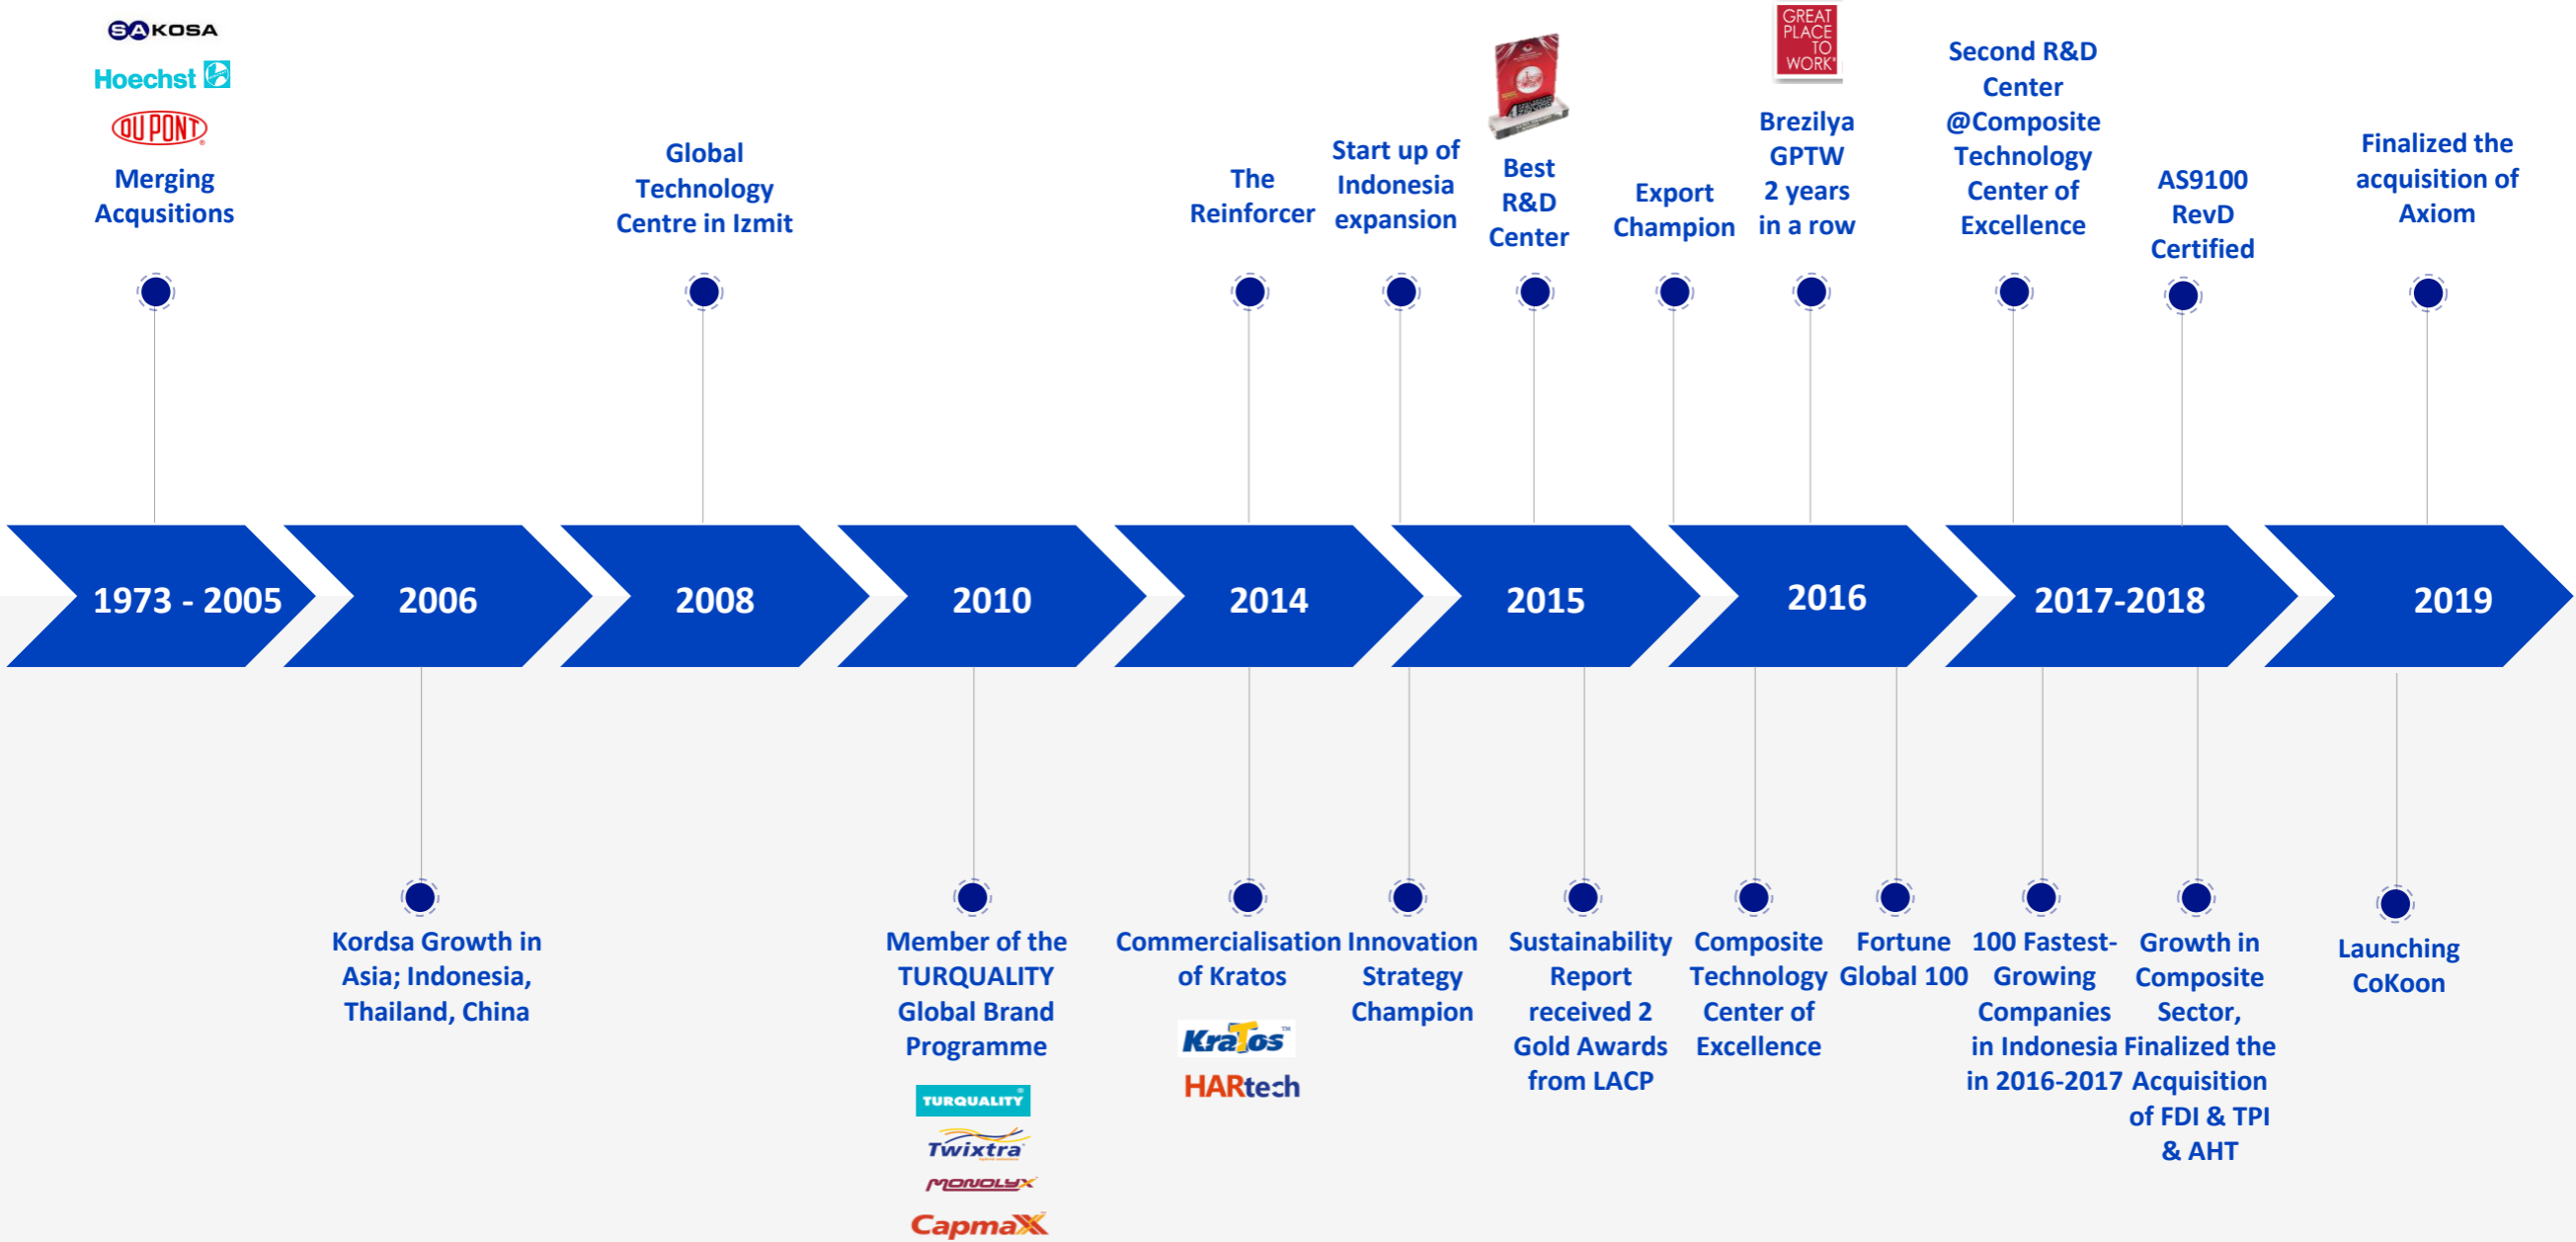 SAKOSA
Hoechst
DU PONT
Merging
Acqusitions
Global
Technology
Centre in Izmit
The
Reinforcer
Start up of
Indonesia
expansion
Best
R&D
Center
Export
Champion
GREAT
PLACE
TO
WORK
Brezilya
GPTW
2 years
in a row
Second R&D
Center
@Composite
Technology
Center of
Excellence
AS9100
RevD
Certified
Finalized the
acquisition of
Axiom
1973 - 2005
2006
2008
2010
2014
2015
2016
2017-2018
2019
Kordsa Growth in
Asia; Indonesia,
Thailand, China
Member of the
TURQUALITY
Global Brand
Programme
TURQUALITY
Twixtra
MONOLYX
CapmaXX
Commercialisation
of Kratos
KraTos™
HARtech
Innovation
Strategy
Champion
Sustainability
Report
received 2
Gold Awards
from LACP
Composite
Technology
Center of
Excellence
Fortune
Global 100
100 Fastest-
Growing
Companies
in Indonesia
in 2016-2017
Growth in
Composite
Sector,
Finalized the
Acquisition
of FDI & TPI
& AHT
Launching
CoKoon